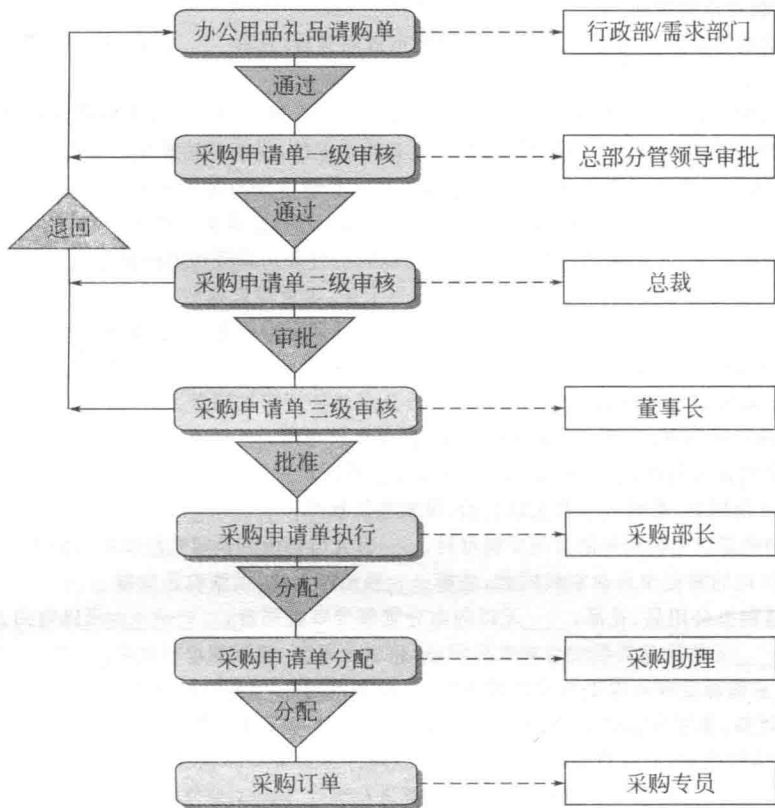 办公用品礼品请购单
行政部/需求部门
通过
采购申请单一级审核
总部分管领导审批
通过
退回
采购申请单二级审核
总裁
审批
采购申请单三级审核
董事长
批准
采购申请单执行
采购部长
分配
采购申请单分配
采购助理
分配
采购订单
采购专员